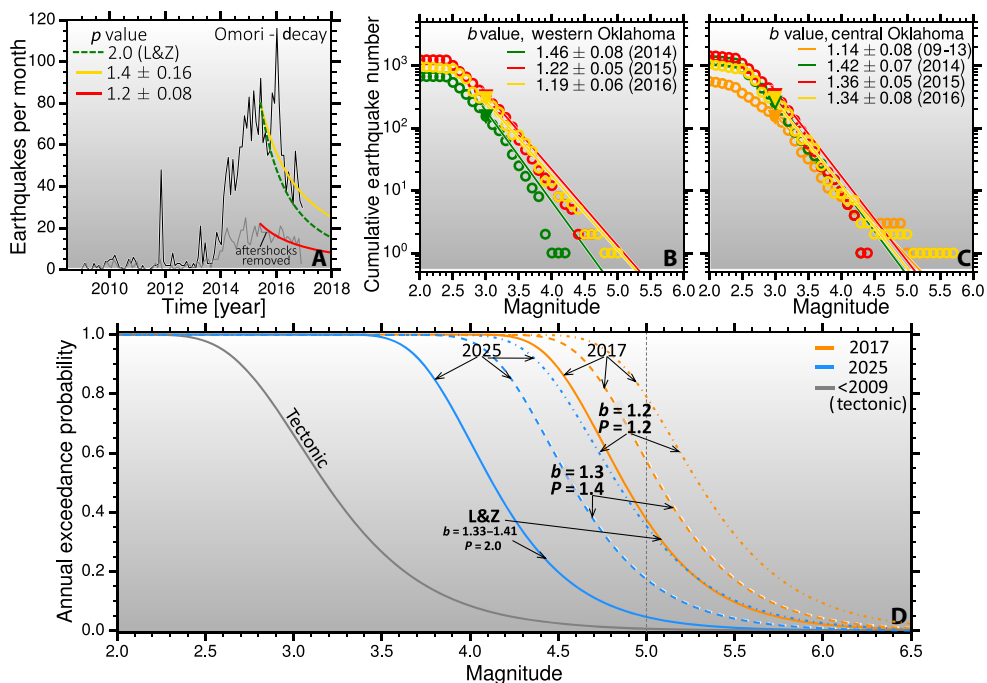 p value
2.0 (L&Z)
1.4 ± 0.16
1.2 ± 0.08
Omori - decay
120
100
80
60
40
20
0
Earthquakes per month
aftershocks
removed
A
2010 2012 2014 2016 2018
Time [year]
b value, western Oklahoma
1.46 ± 0.08 (2014)
1.22 ± 0.05 (2015)
1.19 ± 0.06 (2016)
Cumulative earthquake number
10³
10²
10¹
10⁰
B
2.0 2.5 3.0 3.5 4.0 4.5 5.0 5.5 6.0
Magnitude
b value, central Oklahoma
1.14 ± 0.08 (09-13)
1.42 ± 0.07 (2014)
1.36 ± 0.05 (2015)
1.34 ± 0.08 (2016)
C
2.0 2.5 3.0 3.5 4.0 4.5 5.0 5.5 6.0
Magnitude
1.0
0.8
0.6
0.4
0.2
0.0
Annual exceedance probability
Tectonic
2025
2017
b = 1.2
P = 1.2
b = 1.3
P = 1.4
L&Z
b = 1.33–1.41
P = 2.0
2017
2025
<2009
(tectonic)
D
2.0 2.5 3.0 3.5 4.0 4.5 5.0 5.5 6.0 6.5
Magnitude